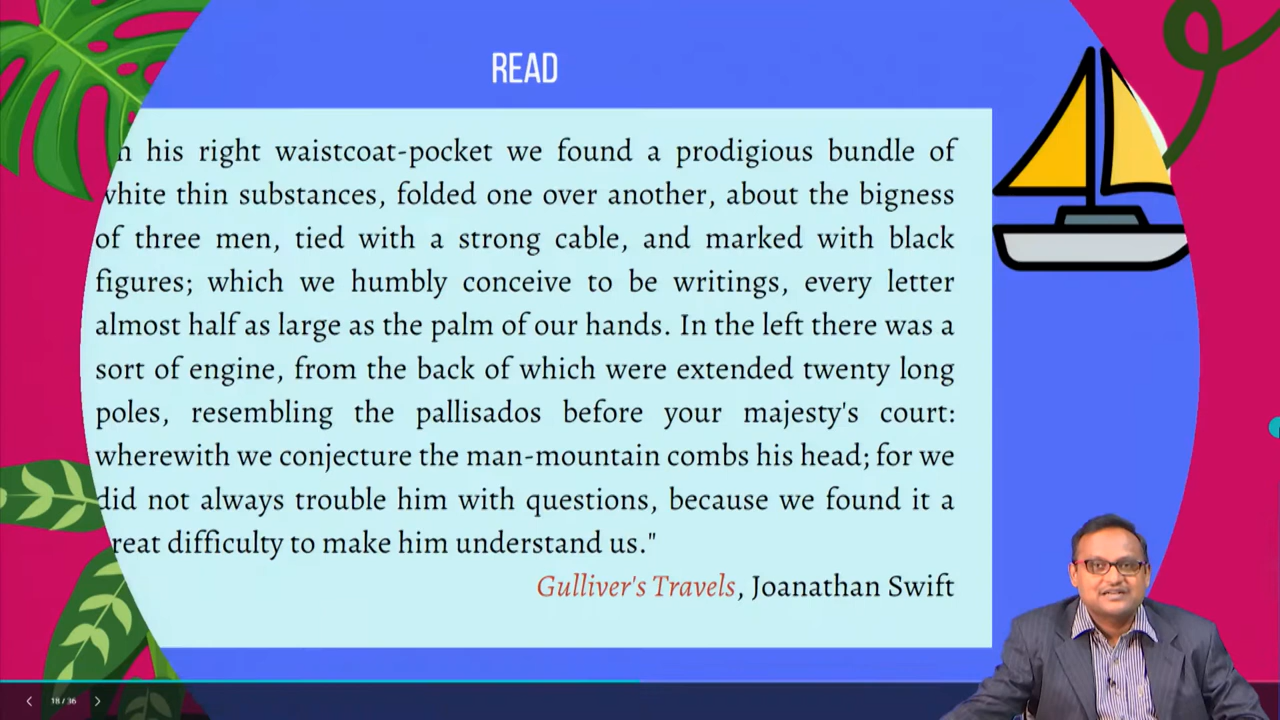 READ
his right waistcoat-pocket we found a prodigious bundle of
white thin substances, folded one over another, about the bigness
of three men, tied with a strong cable, and marked with black
figures; which we humbly conceive to be writings, every letter
almost half as large as the palm of our hands. In the left there was a
sort of engine, from the back of which were extended twenty long
poles, resembling the pallisados before your majesty's court:
wherewith we conjecture the man-mountain combs his head; for we
did not always trouble him with questions, because we found it a
reat difficulty to make him understand us."
Gulliver's Travels, Joanathan Swift
18 / 36